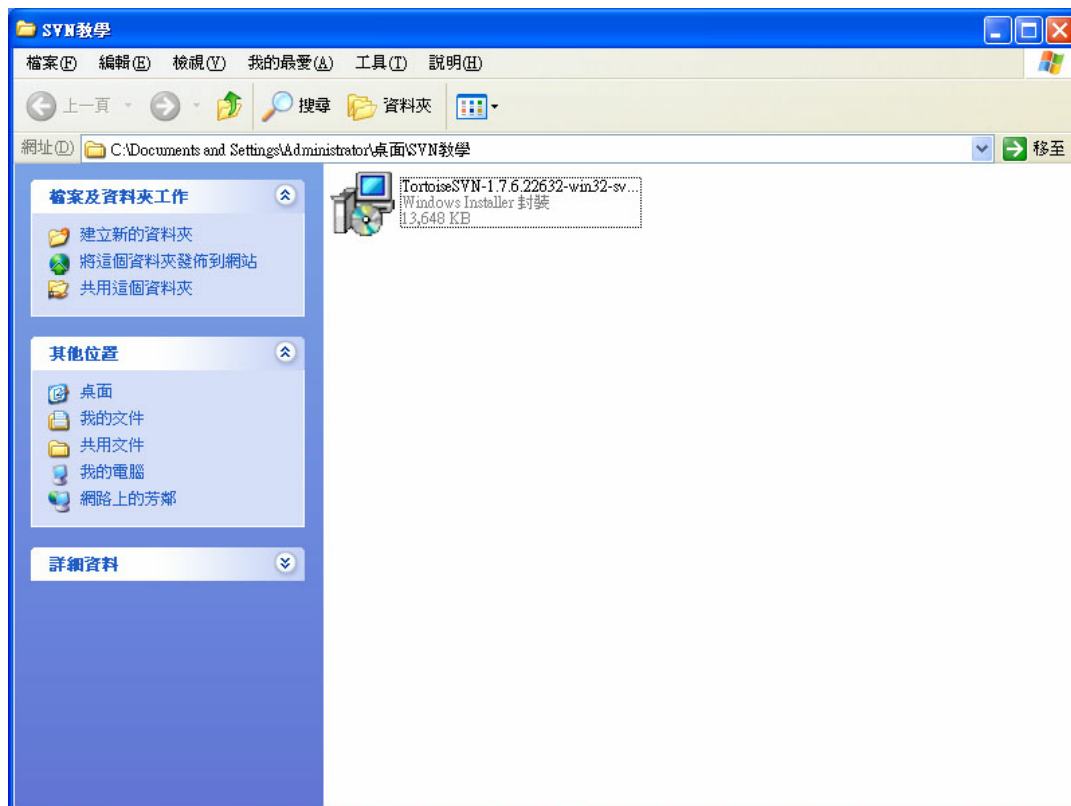 SVN教學
檔案(F) 編輯(E) 檢視(V) 我的最愛(A) 工具(T) 說明(H)
上一頁 搜尋 資料夾
網址(D) C:\Documents and Settings\Administrator\桌面\SVN教學 移至
檔案及資料夾工作
建立新的資料夾
將這個資料夾發佈到網站
共用這個資料夾
其他位置
桌面
我的文件
共用文件
我的電腦
網路上的芳鄰
詳細資料
TortoiseSVN-1.7.6.22632-win32-sv...
Windows Installer 封裝
13,648 KB